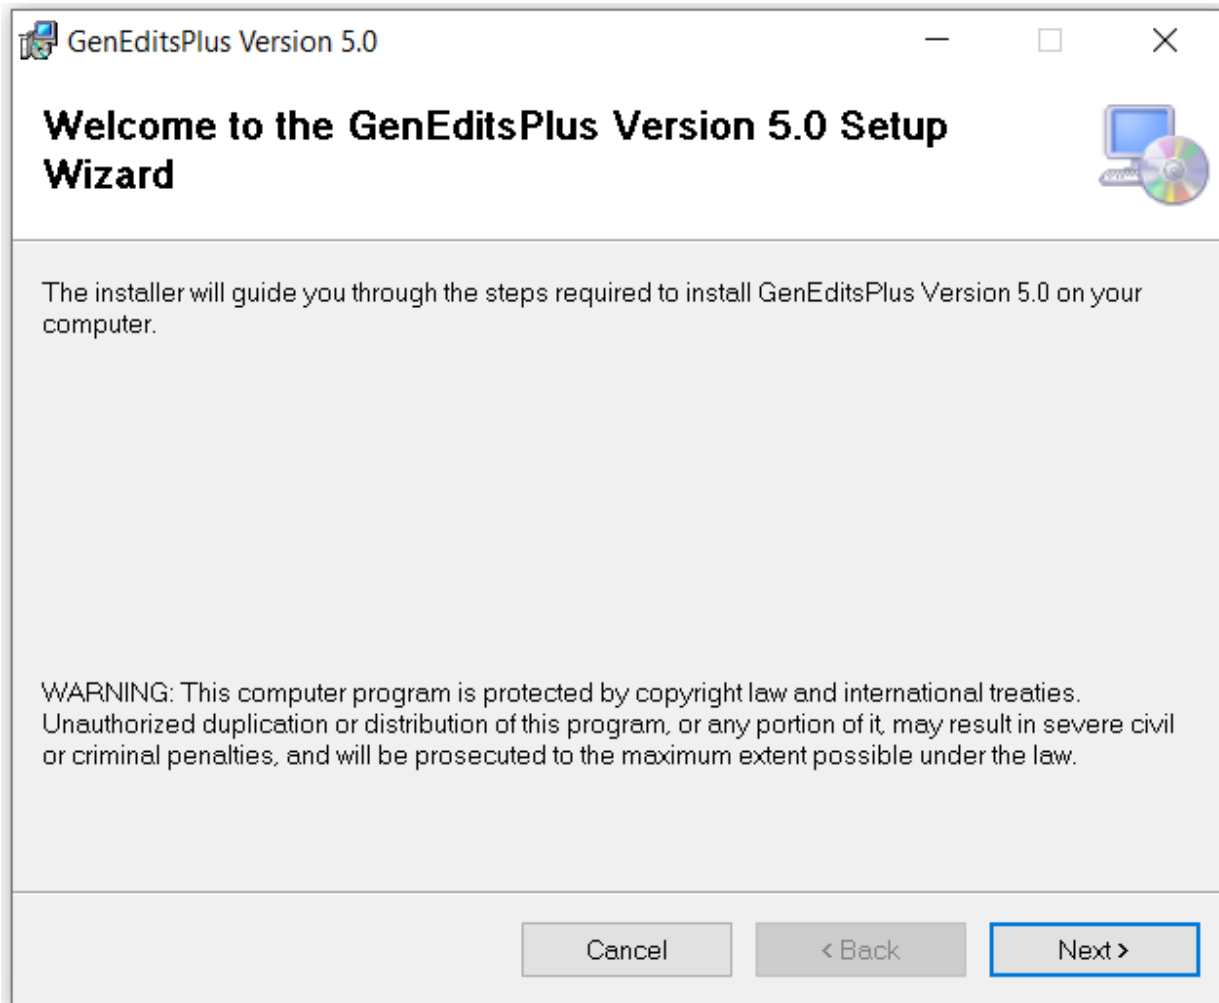 GenEditsPlus Version 5.0
Welcome to the GenEditsPlus Version 5.0 Setup
Wizard
The installer will guide you through the steps required to install GenEditsPlus Version 5.0 on your
computer.
WARNING: This computer program is protected by copyright law and international treaties.
Unauthorized duplication or distribution of this program, or any portion of it, may result in severe civil
or criminal penalties, and will be prosecuted to the maximum extent possible under the law.
Cancel
< Back
Next >